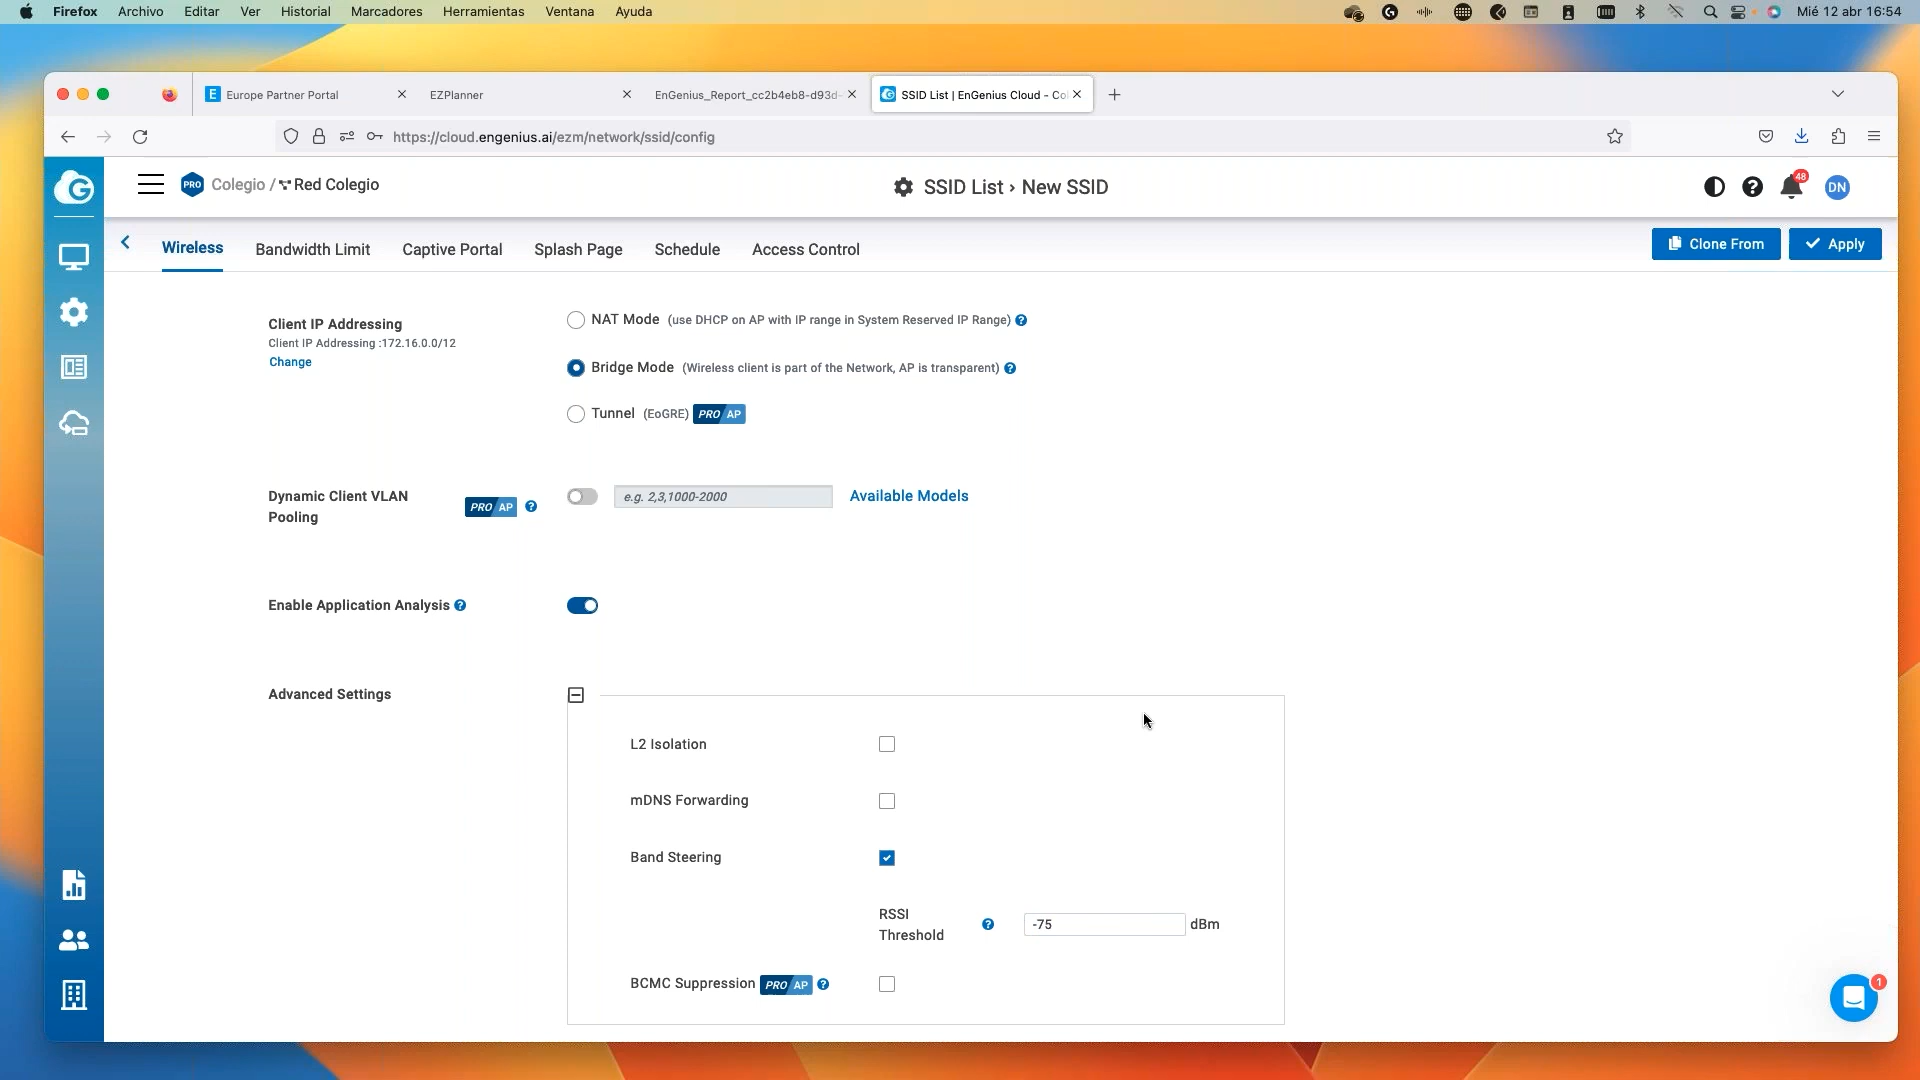 Firefox Archivo Editar Ver Historial Marcadores Herramientas Ventana Ayuda Mié 12 abr 16:54
Europe Partner Portal EZPlanner EnGenius_Report_cc2b4eb8-d93d- SSID List | EnGenius Cloud - Co
https://cloud.engenius.ai/ezm/network/ssid/config
PRO Colegio / Red Colegio SSID List › New SSID 48 DN
Wireless Bandwidth Limit Captive Portal Splash Page Schedule Access Control Clone From Apply
Client IP Addressing
Client IP Addressing :172.16.0.0/12
Change
NAT Mode (use DHCP on AP with IP range in System Reserved IP Range)
Bridge Mode (Wireless client is part of the Network, AP is transparent)
Tunnel (EoGRE) PRO AP
Dynamic Client VLAN
Pooling
PRO AP
e.g. 2,3,1000-2000 Available Models
Enable Application Analysis
Advanced Settings
L2 Isolation
mDNS Forwarding
Band Steering
RSSI
Threshold
-75 dBm
BCMC Suppression PRO AP
1